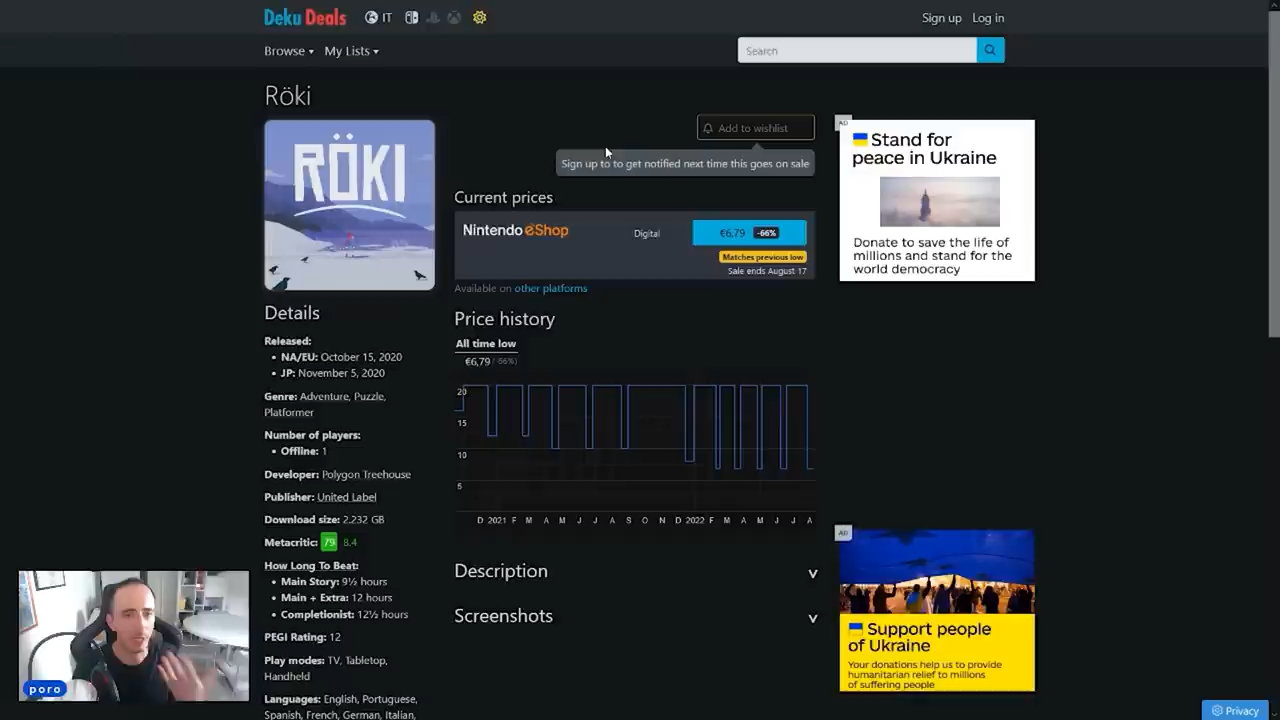 Deku Deals
IT
Sign up
Log in
Browse
My Lists
Search
Röki
RÖKI
Add to wishlist
Sign up to to get notified next time this goes on sale
Current prices
Nintendo eShop
Digital
€6,79 -66%
Matches previous low
Sale ends August 17
Available on other platforms
Price history
All time low
€6,79 (-66%)
20
15
10
5
D 2021 F M A M J J A S O N D 2022 F M A M J J A
Description
Screenshots
Details
Released:
NA/EU: October 15, 2020
JP: November 5, 2020
Genre: Adventure, Puzzle,
Platformer
Number of players:
Offline: 1
Developer: Polygon Treehouse
Publisher: United Label
Download size: 2,232 GB
Metacritic: 79 8.4
How Long To Beat:
Main Story: 9½ hours
Main + Extra: 12 hours
Completionist: 12½ hours
PEGI Rating: 12
Play modes: TV, Tabletop,
Handheld
Languages: English, Portuguese,
Spanish, French, German, Italian,
AD
Stand for
peace in Ukraine
Donate to save the life of
millions and stand for the
world democracy
AD
Support people
of Ukraine
Your donations help us to provide
humanitarian relief to millions
of suffering people
poro
Privacy